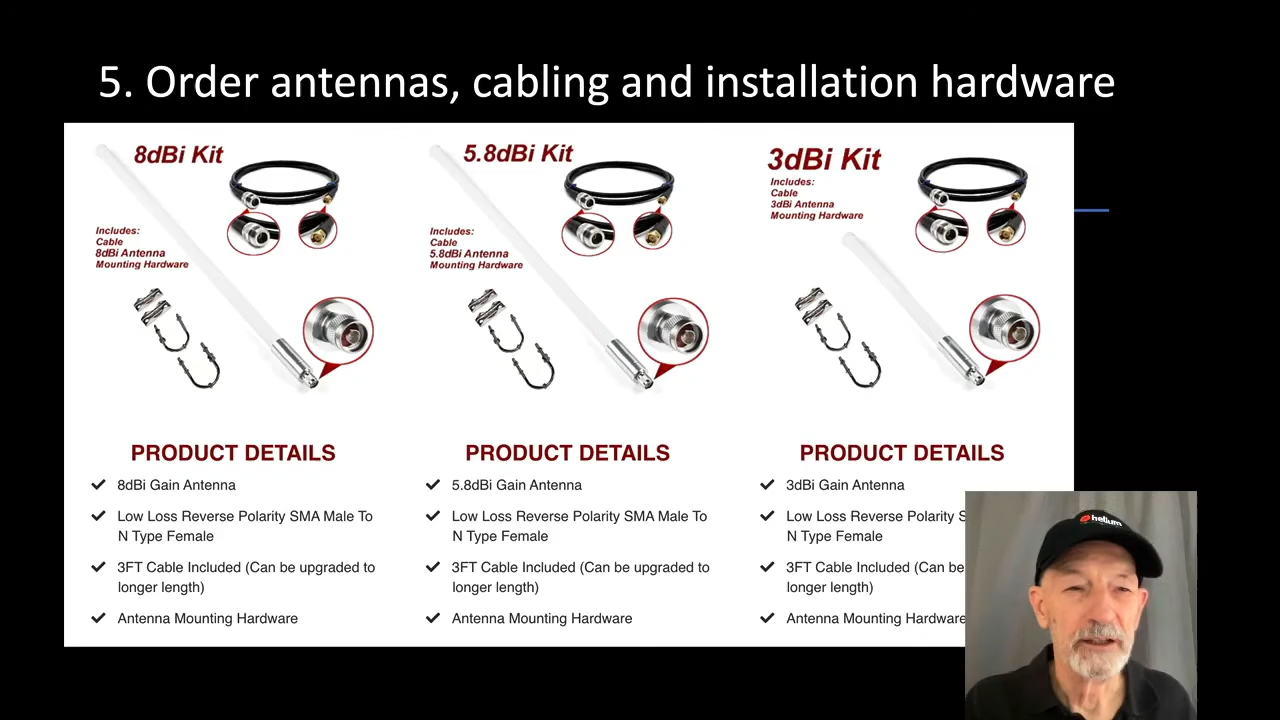 5. Order antennas, cabling and installation hardware
8dBi Kit
Includes:
Cable
8dBi Antenna
Mounting Hardware
PRODUCT DETAILS
8dBi Gain Antenna
Low Loss Reverse Polarity SMA Male To
N Type Female
3FT Cable Included (Can be upgraded to
longer length)
Antenna Mounting Hardware
5.8dBi Kit
Includes:
Cable
5.8dBi Antenna
Mounting Hardware
PRODUCT DETAILS
5.8dBi Gain Antenna
Low Loss Reverse Polarity SMA Male To
N Type Female
3FT Cable Included (Can be upgraded to
longer length)
Antenna Mounting Hardware
3dBi Kit
Includes:
Cable
3dBi Antenna
Mounting Hardware
PRODUCT DETAILS
3dBi Gain Antenna
Low Loss Reverse Polarity S
N Type Female
3FT Cable Included (Can be
longer length)
Antenna Mounting Hardware
helium